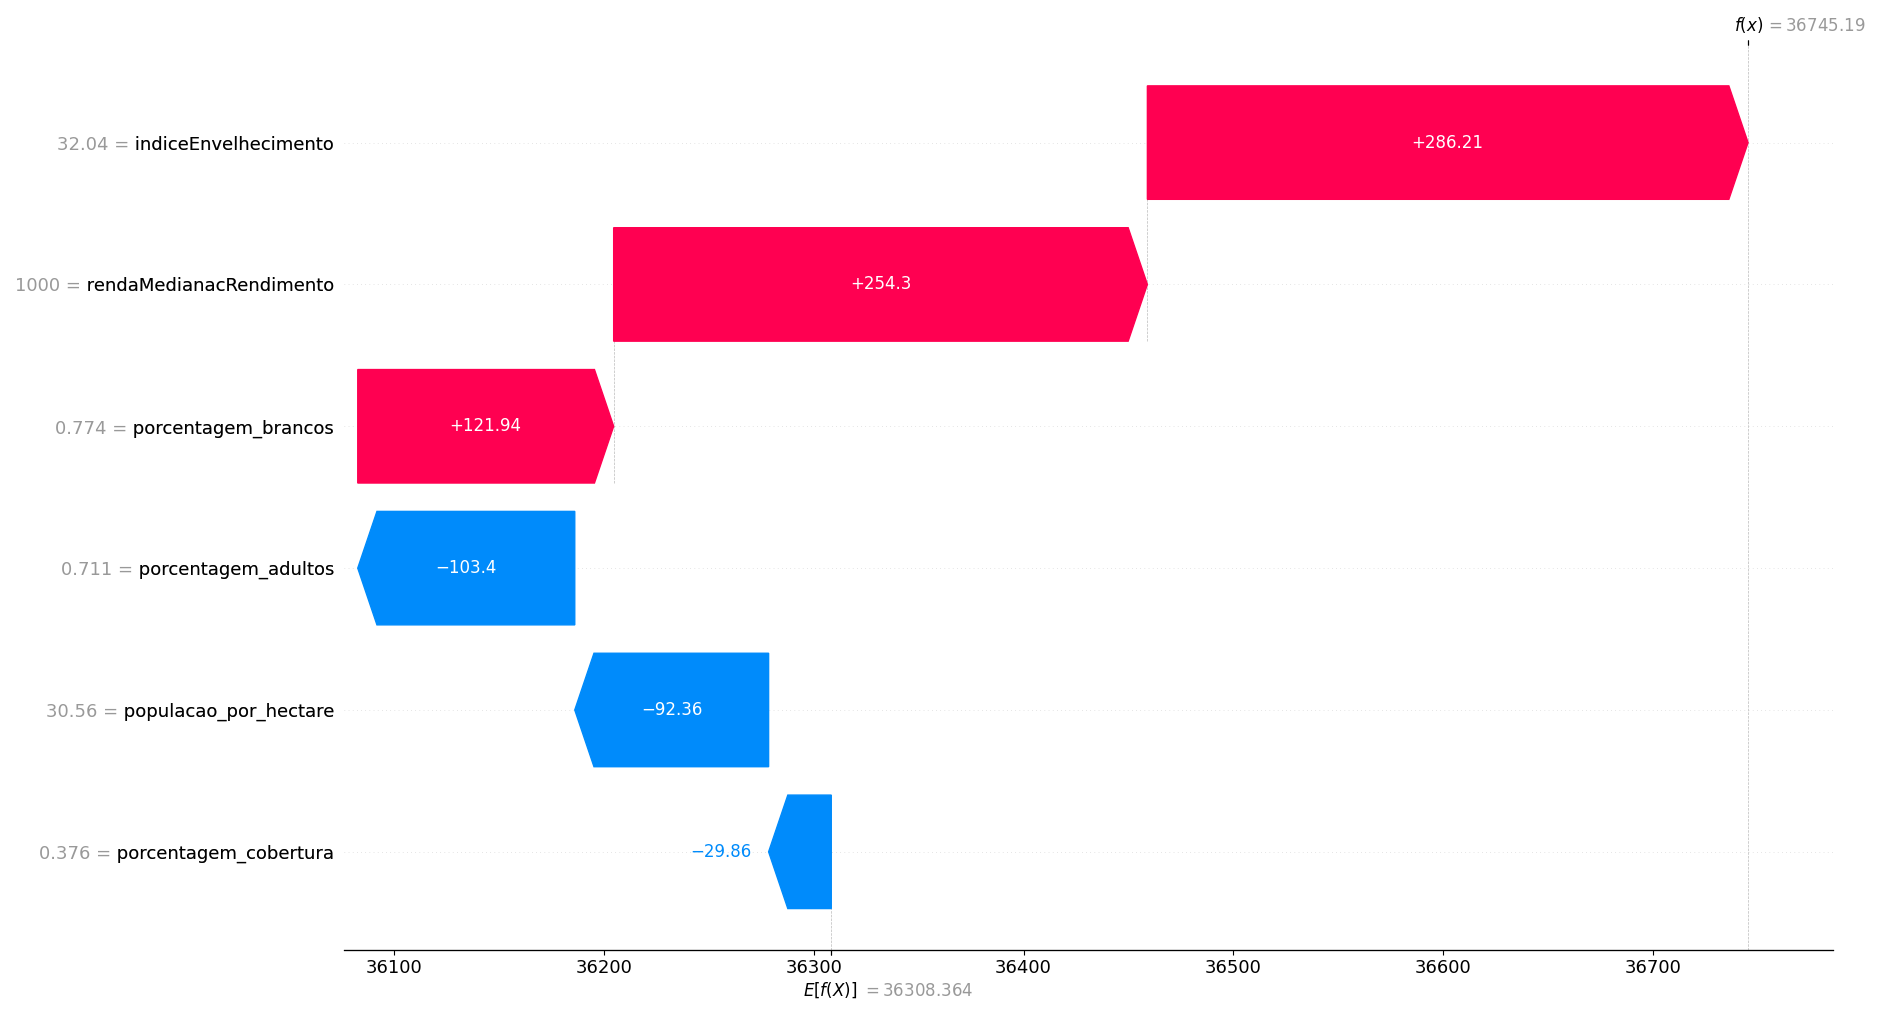 f(x) = 36745.19
32.04 = indiceEnvelhecimento
+286.21
1000 = rendaMedianacRendimento
+254.3
0.774 = porcentagem_brancos
+121.94
0.711 = porcentagem_adultos
−103.4
30.56 = populacao_por_hectare
−92.36
0.376 = porcentagem_cobertura
−29.86
36100 36200 36300 36400 36500 36600 36700
E[f(X)] = 36308.364